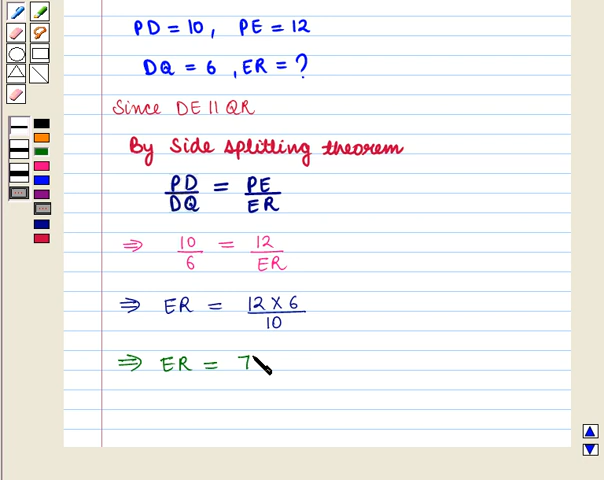 PD = 10, PE = 12
DQ = 6, ER = ?
Since DE || QR
By Side splitting theorem
PD/DQ = PE/ER
⇒ 10/6 = 12/ER
⇒ ER = 12 × 6/10
⇒ ER = 7